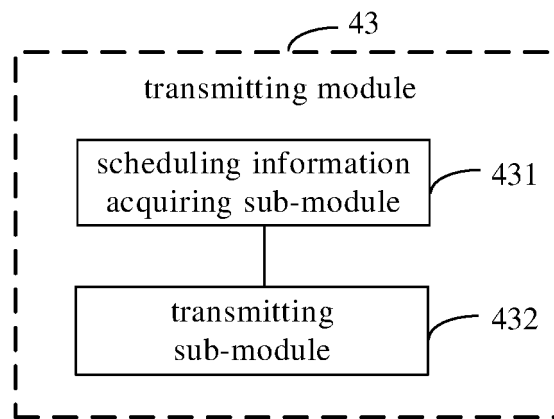 43
transmitting module
scheduling information
acquiring sub-module
431
transmitting
sub-module
432